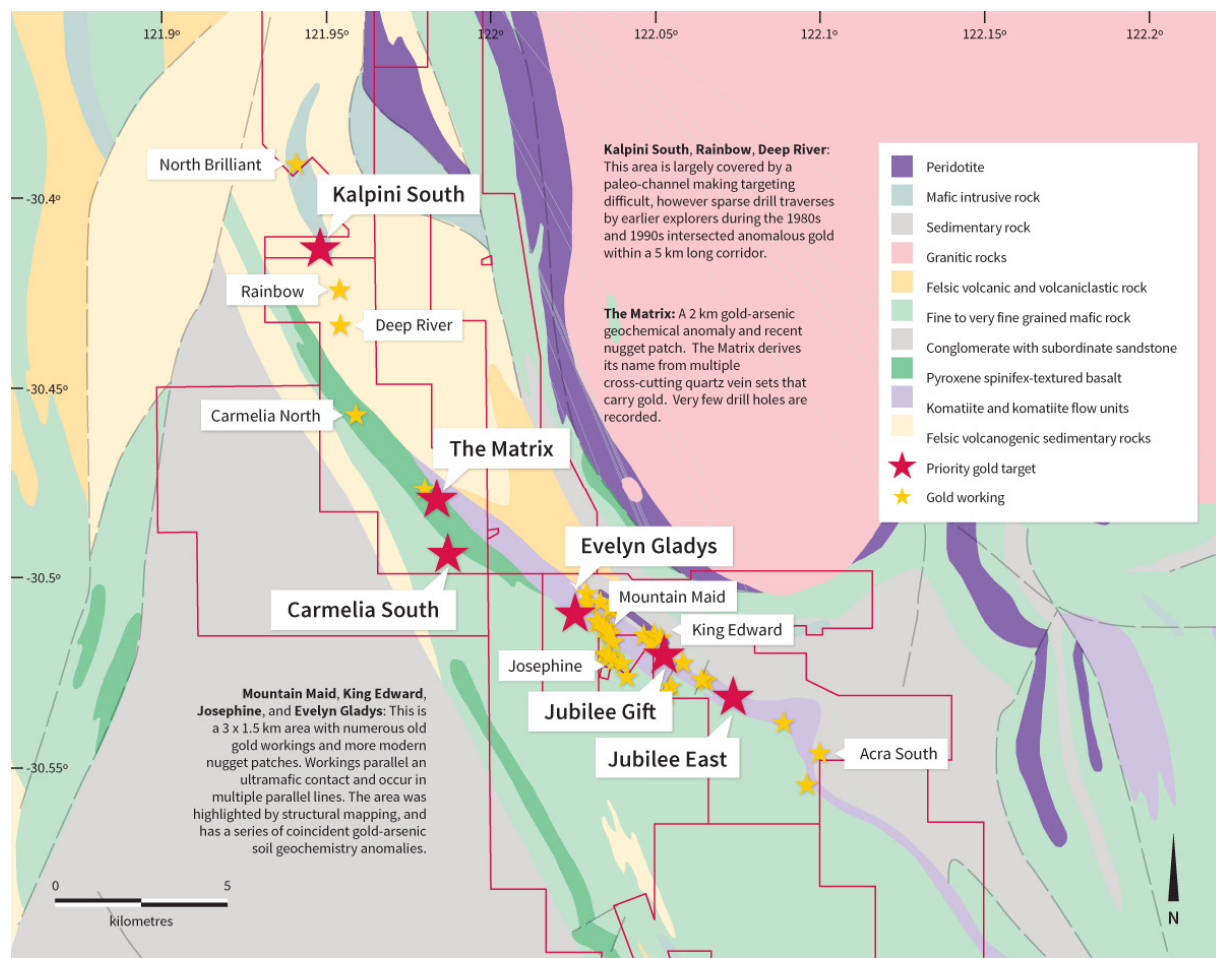 121.9º
121.95º
122º
122.05º
122.1º
122.15º
122.2º
-30.4º
-30.45º
-30.5º
-30.55º
North Brilliant
Kalpini South
Rainbow
Deep River
Carmelia North
The Matrix
Evelyn Gladys
Carmelia South
Mountain Maid
King Edward
Josephine
Jubilee Gift
Jubilee East
Acra South
Kalpini South, Rainbow, Deep River:
This area is largely covered by a
paleo-channel making targeting
difficult, however sparse drill traverses
by earlier explorers during the 1980s
and 1990s intersected anomalous gold
within a 5 km long corridor.
The Matrix: A 2 km gold-arsenic
geochemical anomaly and recent
nugget patch. The Matrix derives
its name from multiple
cross-cutting quartz vein sets that
carry gold. Very few drill holes are
recorded.
Peridotite
Mafic intrusive rock
Sedimentary rock
Granitic rocks
Felsic volcanic and volcaniclastic rock
Fine to very fine grained mafic rock
Conglomerate with subordinate sandstone
Pyroxene spinifex-textured basalt
Komatiite and komatiite flow units
Felsic volcanogenic sedimentary rocks
Priority gold target
Gold working
Mountain Maid, King Edward,
Josephine, and Evelyn Gladys: This is
a 3 x 1.5 km area with numerous old
gold workings and more modern
nugget patches. Workings parallel an
ultramafic contact and occur in
multiple parallel lines. The area was
highlighted by structural mapping, and
has a series of coincident gold-arsenic
soil geochemistry anomalies.
0 5
kilometres
N